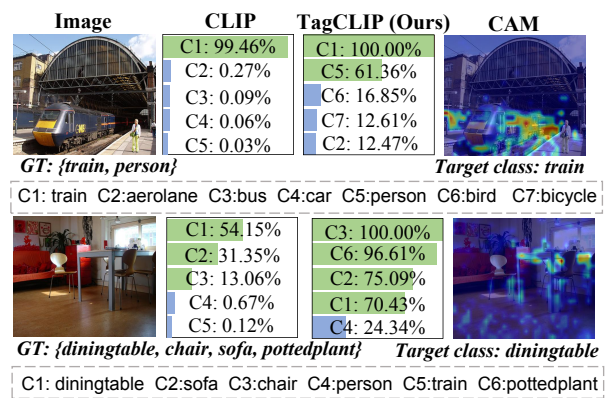 Image CLIP TagCLIP (Ours) CAM
C1: 99.46% C1: 100.00%
C2: 0.27% C5: 61.36%
C3: 0.09% C6: 16.85%
C4: 0.06% C7: 12.61%
C5: 0.03% C2: 12.47%
GT: {train, person} Target class: train
C1: train C2:aerolane C3:bus C4:car C5:person C6:bird C7:bicycle
C1: 54.15% C3: 100.00%
C2: 31.35% C6: 96.61%
C3: 13.06% C2: 75.09%
C4: 0.67% C1: 70.43%
C5: 0.12% C4: 24.34%
GT: {diningtable, chair, sofa, pottedplant} Target class: diningtable
C1: diningtable C2:sofa C3:chair C4:person C5:train C6:pottedplant